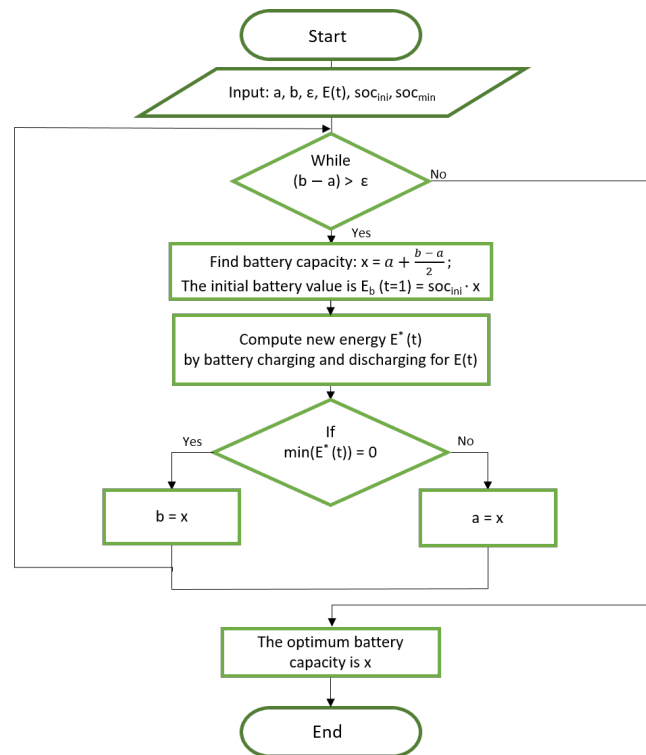 Start
Input: a, b, ε, E(t), soc_ini, soc_min
While
(b − a) > ε
No
Yes
Find battery capacity: x = a + \frac{b − a}{2};
The initial battery value is E_b (t=1) = soc_ini · x
Compute new energy E^* (t)
by battery charging and discharging for E(t)
If
min(E^* (t)) = 0
Yes
No
b = x
a = x
The optimum battery
capacity is x
End